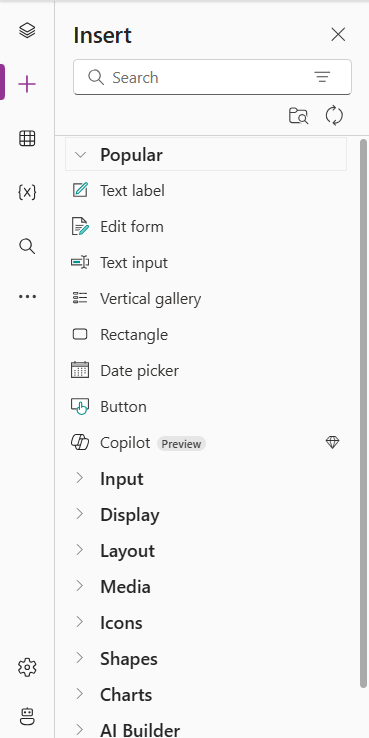 Insert
Search
Popular
Text label
Edit form
Text input
Vertical gallery
Rectangle
Date picker
Button
Copilot Preview
Input
Display
Layout
Media
Icons
Shapes
Charts
AI Builder